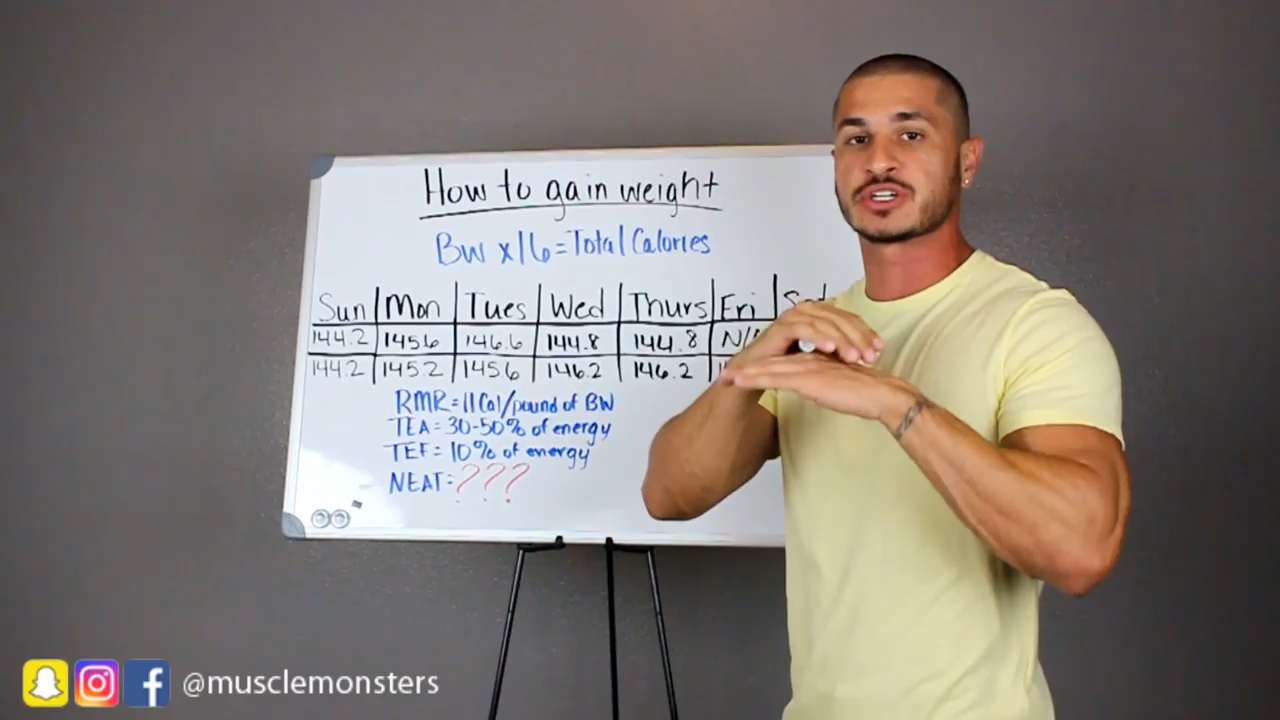 How to gain weight
BW x 16 = Total Calories
Sun Mon Tues Wed Thurs Fri
144.2 145.6 146.6 144.8 144.8
144.2 145.2 145.6 146.2 146.2
RMR = 11 Cal/pound of BW
TEA = 30-50% of energy
TEF = 10% of energy
NEAT = ???
@musclemonsters